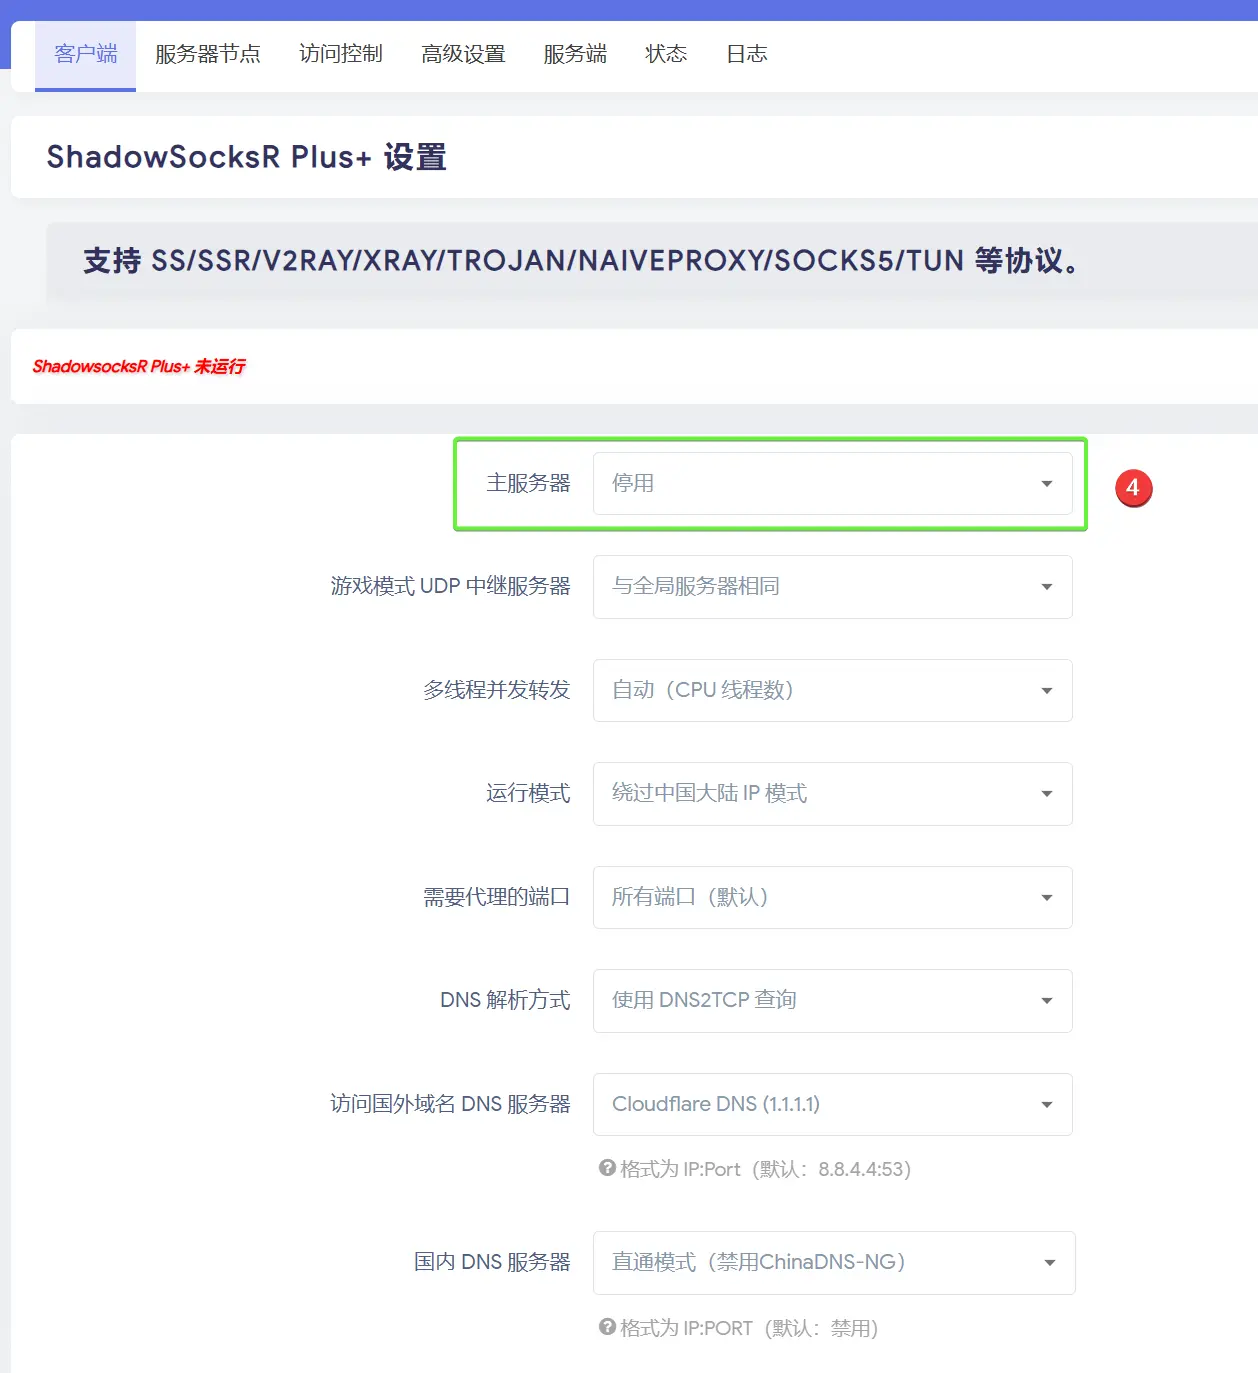 客户端 服务器节点 访问控制 高级设置 服务端 状态 日志
ShadowSocksR Plus+ 设置
支持 SS/SSR/V2RAY/XRAY/TROJAN/NAIVEPROXY/SOCKS5/TUN 等协议。
ShadowsocksR Plus+ 未运行
主服务器 停用 4
游戏模式 UDP 中继服务器 与全局服务器相同
多线程并发转发 自动（CPU 线程数）
运行模式 绕过中国大陆 IP 模式
需要代理的端口 所有端口（默认）
DNS 解析方式 使用 DNS2TCP 查询
访问国外域名 DNS 服务器 Cloudflare DNS (1.1.1.1)
格式为 IP:Port（默认：8.8.4.4:53）
国内 DNS 服务器 直通模式（禁用ChinaDNS-NG）
格式为 IP:PORT（默认：禁用）